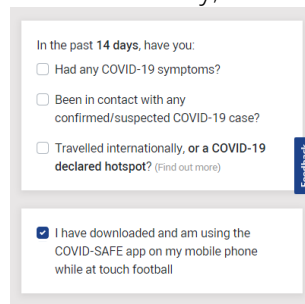 In the past 14 days, have you:
Had any COVID-19 symptoms?
Been in contact with any
confirmed/suspected COVID-19 case?
Travelled internationally, or a COVID-19
declared hotspot? (Find out more)
Feedback
I have downloaded and am using the
COVID-SAFE app on my mobile phone
while at touch football